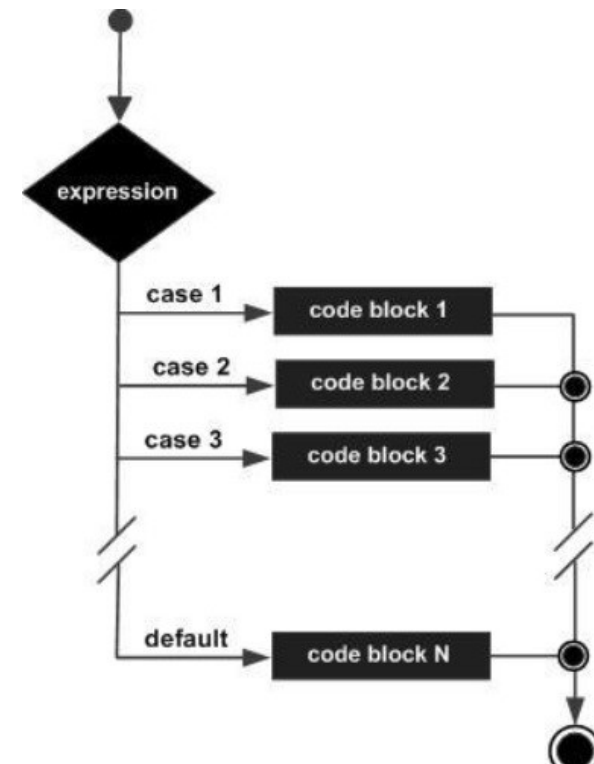 expression
case 1
code block 1
case 2
code block 2
case 3
code block 3
default
code block N